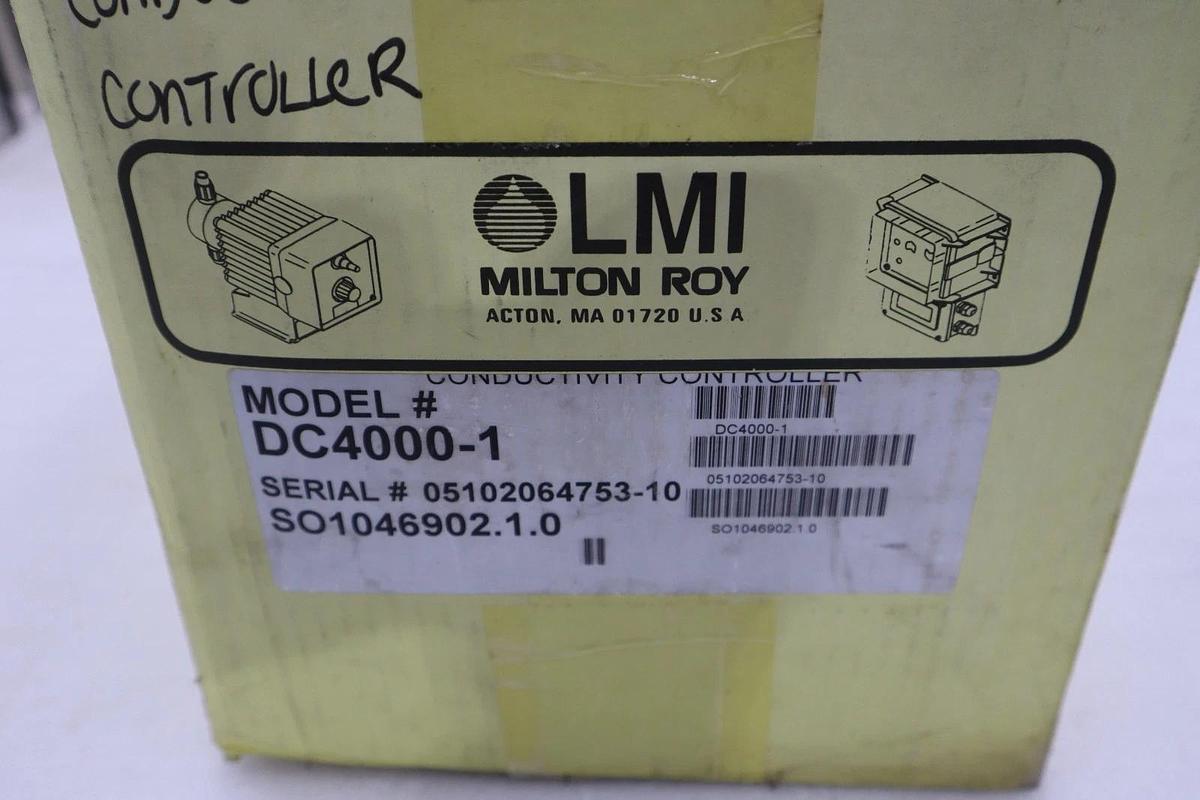 CONTROLLER
LMI
MILTON ROY
ACTON, MA 01720 U.S A
CONDUCTIVITY CONTROLLER
MODEL #
DC4000-1
DC4000-1
SERIAL # 05102064753-10
05102064753-10
SO1046902.1.0
SO1046902.1.0